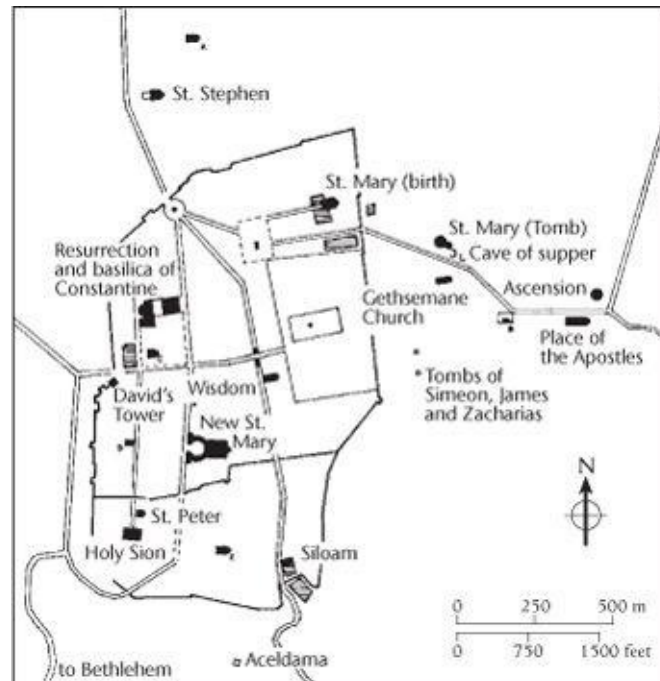 St. Stephen
St. Mary (birth)
St. Mary (Tomb)
Cave of supper
Resurrection
and basilica of
Constantine
Gethsemane
Church
Ascension
Place of
the Apostles
David's
Tower
Wisdom
Tombs of
Simeon, James
and Zacharias
New St.
Mary
N
St. Peter
Holy Sion
Siloam
0 250 500 m
0 750 1500 feet
to Bethlehem
Aceldama